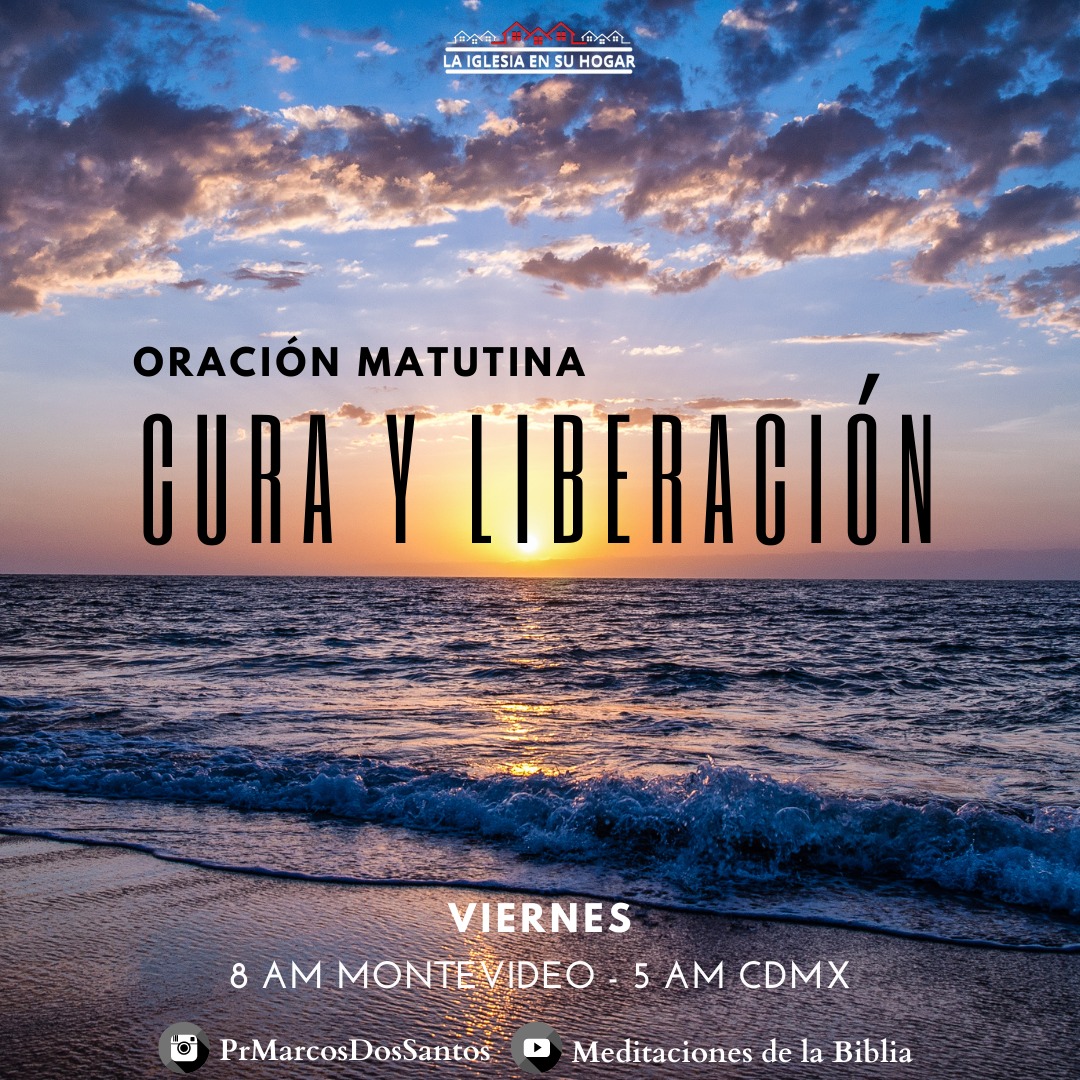 LA IGLESIA EN SU HOGAR
ORACIÓN MATUTINA
CURA Y LIBERACIÓN
VIERNES
8 AM MONTEVIDEO - 5 AM CDMX
PrMarcosDosSantos
Meditaciones de la Biblia